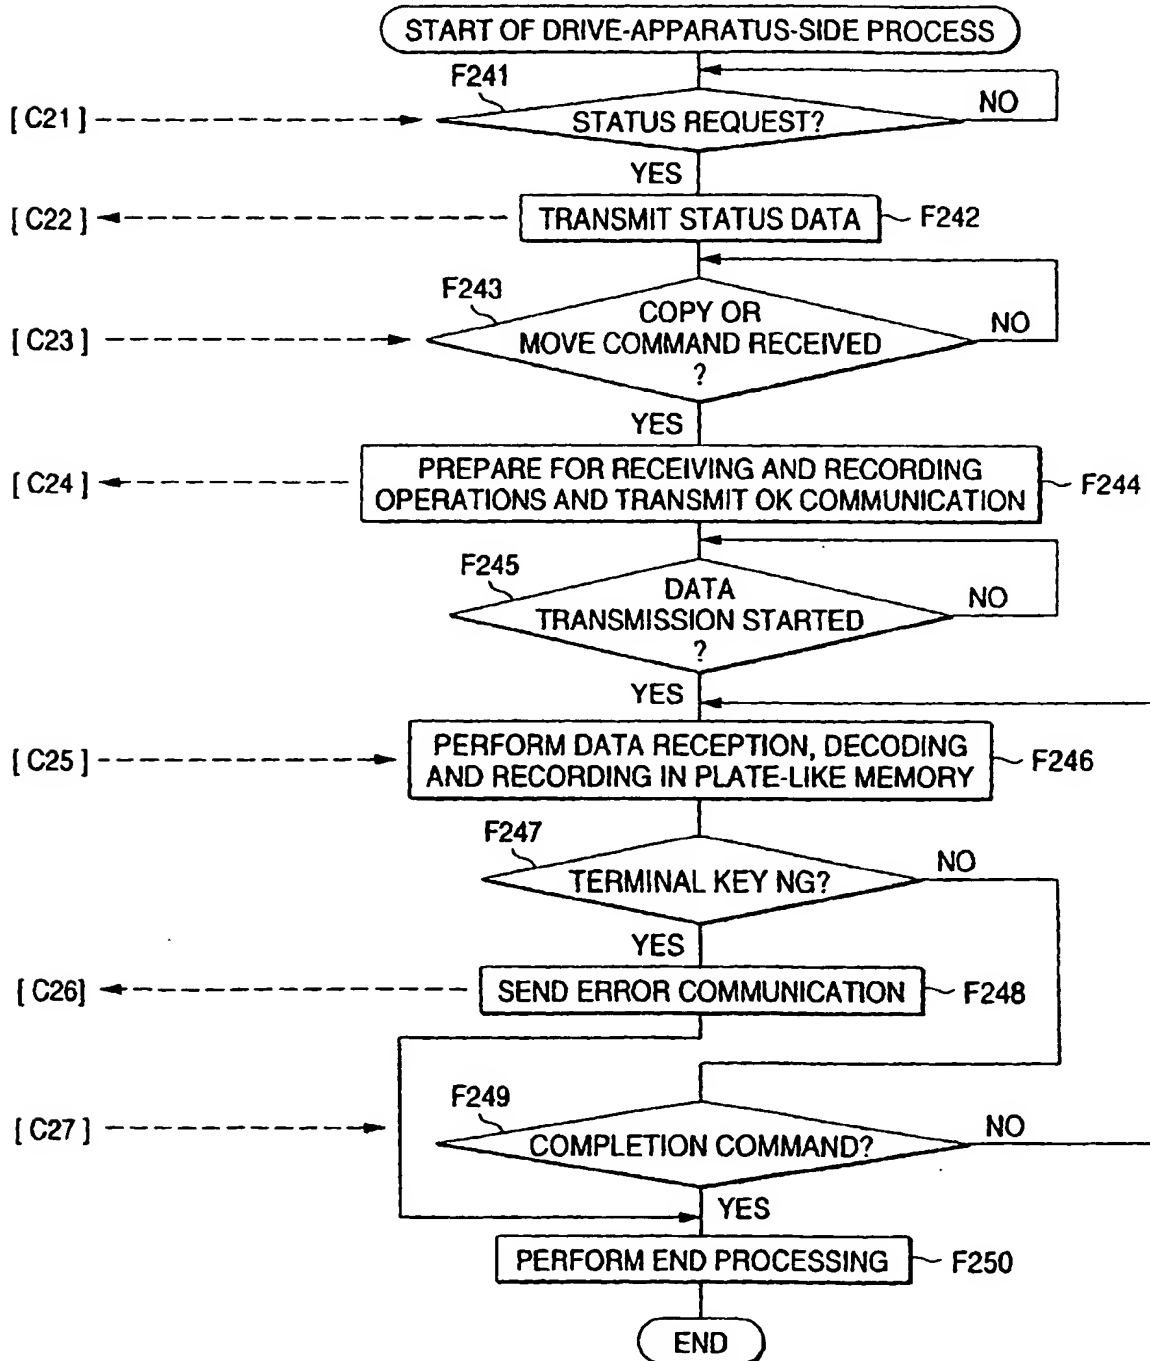 START OF DRIVE-APPARATUS-SIDE PROCESS
F241
[ C21 ]
STATUS REQUEST?
NO
YES
[ C22 ]
TRANSMIT STATUS DATA
F242
F243
[ C23 ]
COPY OR
MOVE COMMAND RECEIVED
?
NO
YES
[ C24 ]
PREPARE FOR RECEIVING AND RECORDING
OPERATIONS AND TRANSMIT OK COMMUNICATION
F244
F245
DATA
TRANSMISSION STARTED
?
NO
YES
[ C25 ]
PERFORM DATA RECEPTION, DECODING
AND RECORDING IN PLATE-LIKE MEMORY
F246
F247
TERMINAL KEY NG?
NO
YES
[ C26]
SEND ERROR COMMUNICATION
F248
F249
[ C27 ]
COMPLETION COMMAND?
NO
YES
PERFORM END PROCESSING
F250
END